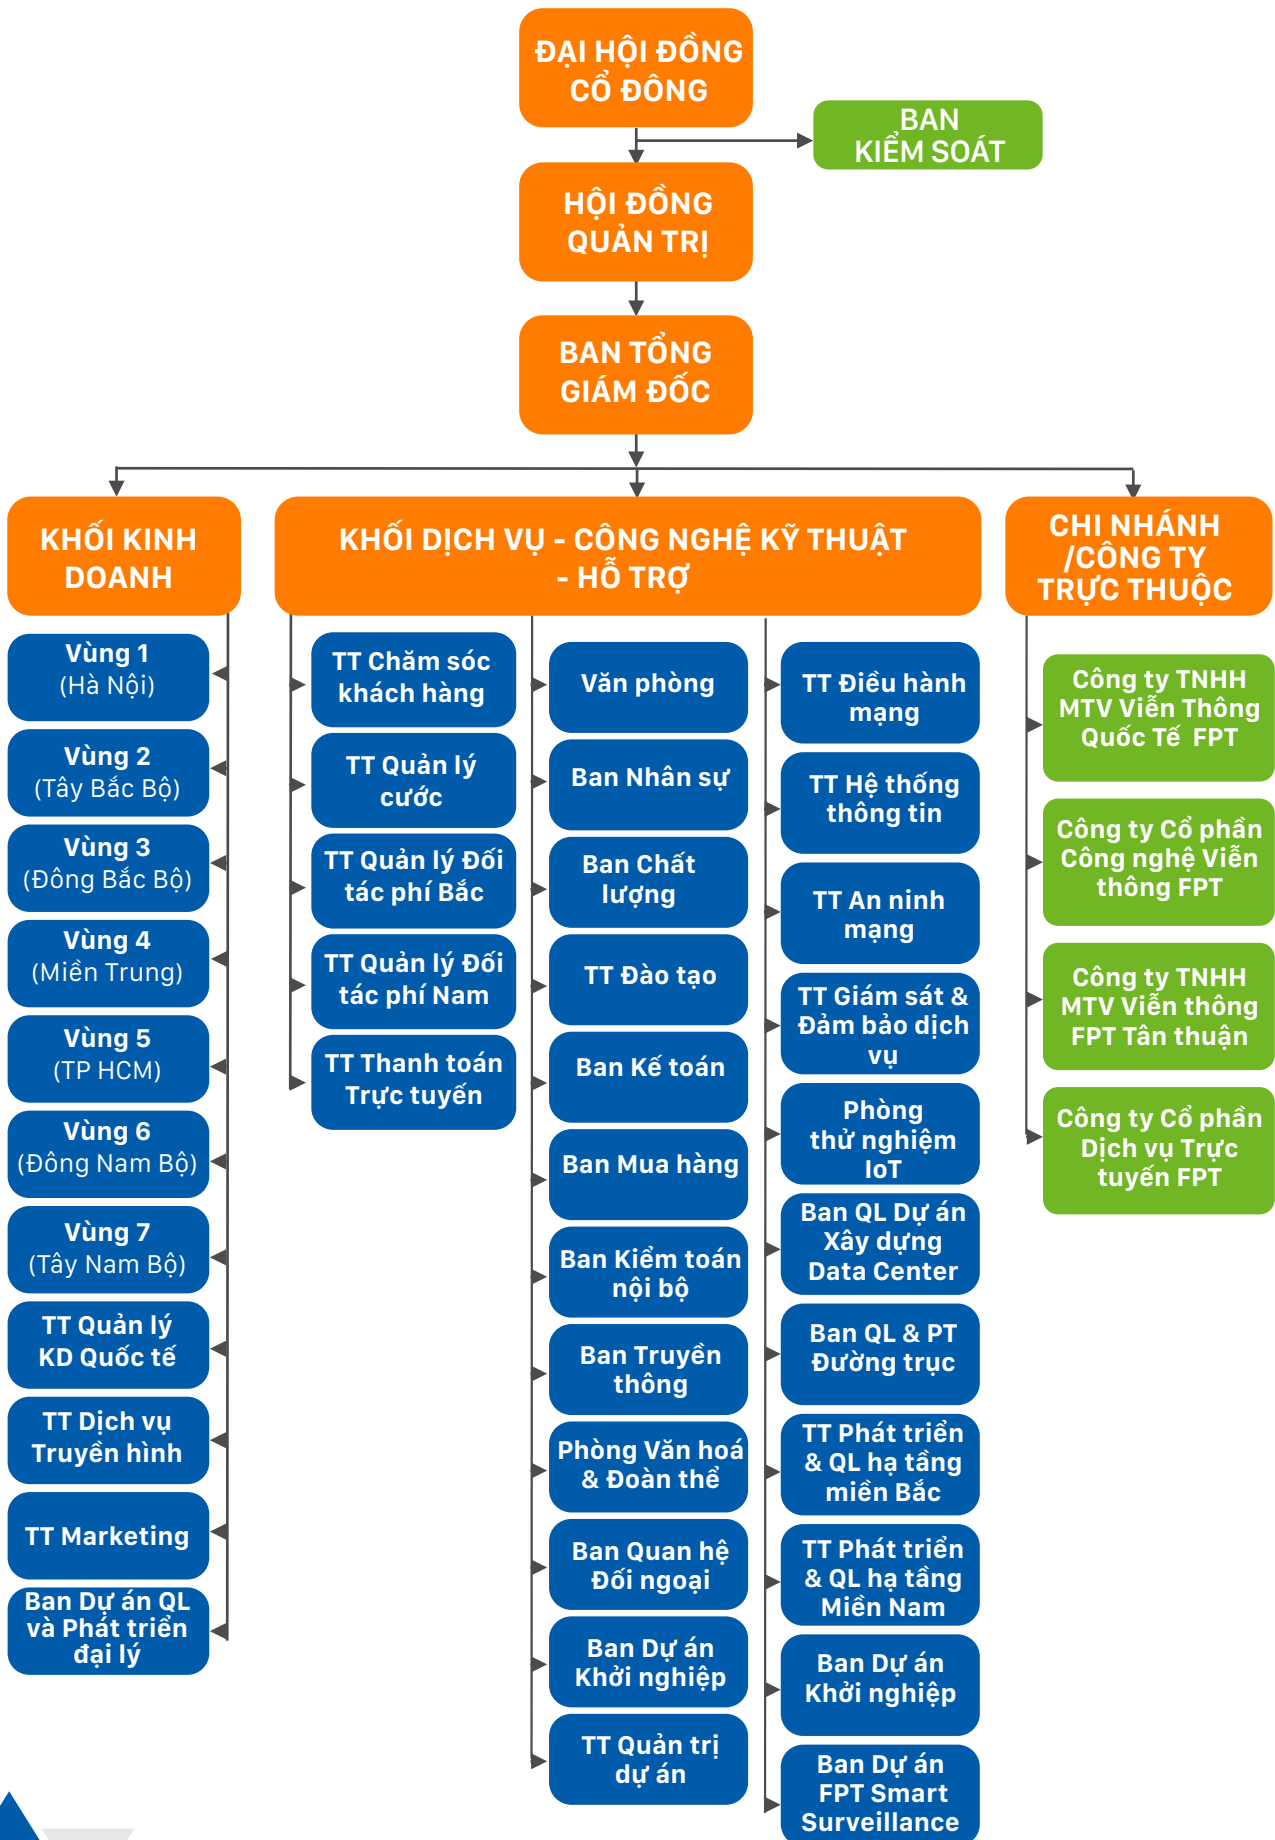 ĐẠI HỘI ĐỒNG
CỔ ĐÔNG
BAN
KIỂM SOÁT
HỘI ĐỒNG
QUẢN TRỊ
BAN TỔNG
GIÁM ĐỐC
KHỐI KINH
DOANH
KHỐI DỊCH VỤ - CÔNG NGHỆ KỸ THUẬT
- HỖ TRỢ
CHI NHÁNH
/CÔNG TY
TRỰC THUỘC
Vùng 1
(Hà Nội)
Vùng 2
(Tây Bắc Bộ)
Vùng 3
(Đông Bắc Bộ)
Vùng 4
(Miền Trung)
Vùng 5
(TP HCM)
Vùng 6
(Đông Nam Bộ)
Vùng 7
(Tây Nam Bộ)
TT Quản lý
KD Quốc tế
TT Dịch vụ
Truyền hình
TT Marketing
Ban Dự án QL
và Phát triển
đại lý
TT Chăm sóc
khách hàng
TT Quản lý
cước
TT Quản lý Đối
tác phí Bắc
TT Quản lý Đối
tác phí Nam
TT Thanh toán
Trực tuyến
Văn phòng
Ban Nhân sự
Ban Chất
lượng
TT Đào tạo
Ban Kế toán
Ban Mua hàng
Ban Kiểm toán
nội bộ
Ban Truyền
thông
Phòng Văn hoá
& Đoàn thể
Ban Quan hệ
Đối ngoại
Ban Dự án
Khởi nghiệp
TT Quản trị
dự án
TT Điều hành
mạng
TT Hệ thống
thông tin
TT An ninh
mạng
TT Giám sát &
Đảm bảo dịch
vụ
Phòng
thử nghiệm
IoT
Ban QL Dự án
Xây dựng
Data Center
Ban QL & PT
Đường trục
TT Phát triển
& QL hạ tầng
miền Bắc
TT Phát triển
& QL hạ tầng
Miền Nam
Ban Dự án
Khởi nghiệp
Ban Dự án
FPT Smart
Surveillance
Công ty TNHH
MTV Viễn Thông
Quốc Tế FPT
Công ty Cổ phần
Công nghệ Viễn
thông FPT
Công ty TNHH
MTV Viễn thông
FPT Tân thuận
Công ty Cổ phần
Dịch vụ Trực
tuyến FPT